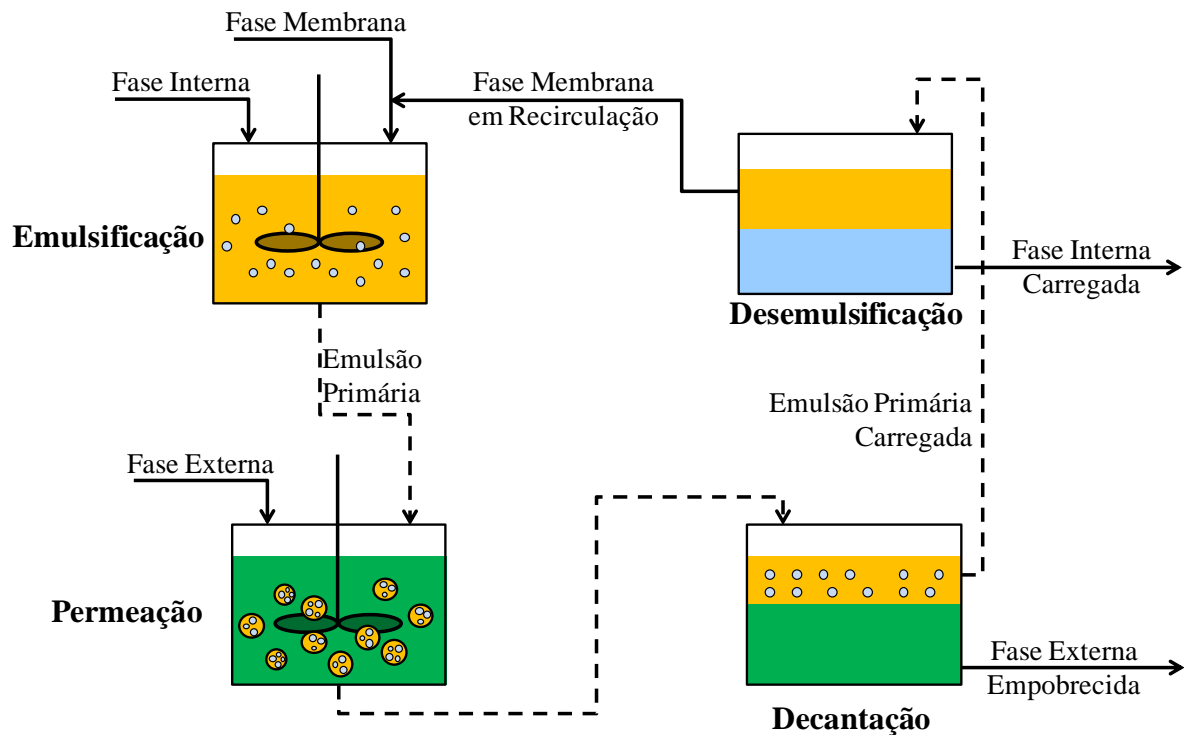 Fase Membrana
Fase Interna
Fase Membrana
em Recirculação
Emulsificação
Fase Interna
Carregada
Desemulsificação
Emulsão
Primária
Emulsão Primária
Carregada
Fase Externa
Permeação
Fase Externa
Empobrecida
Decantação